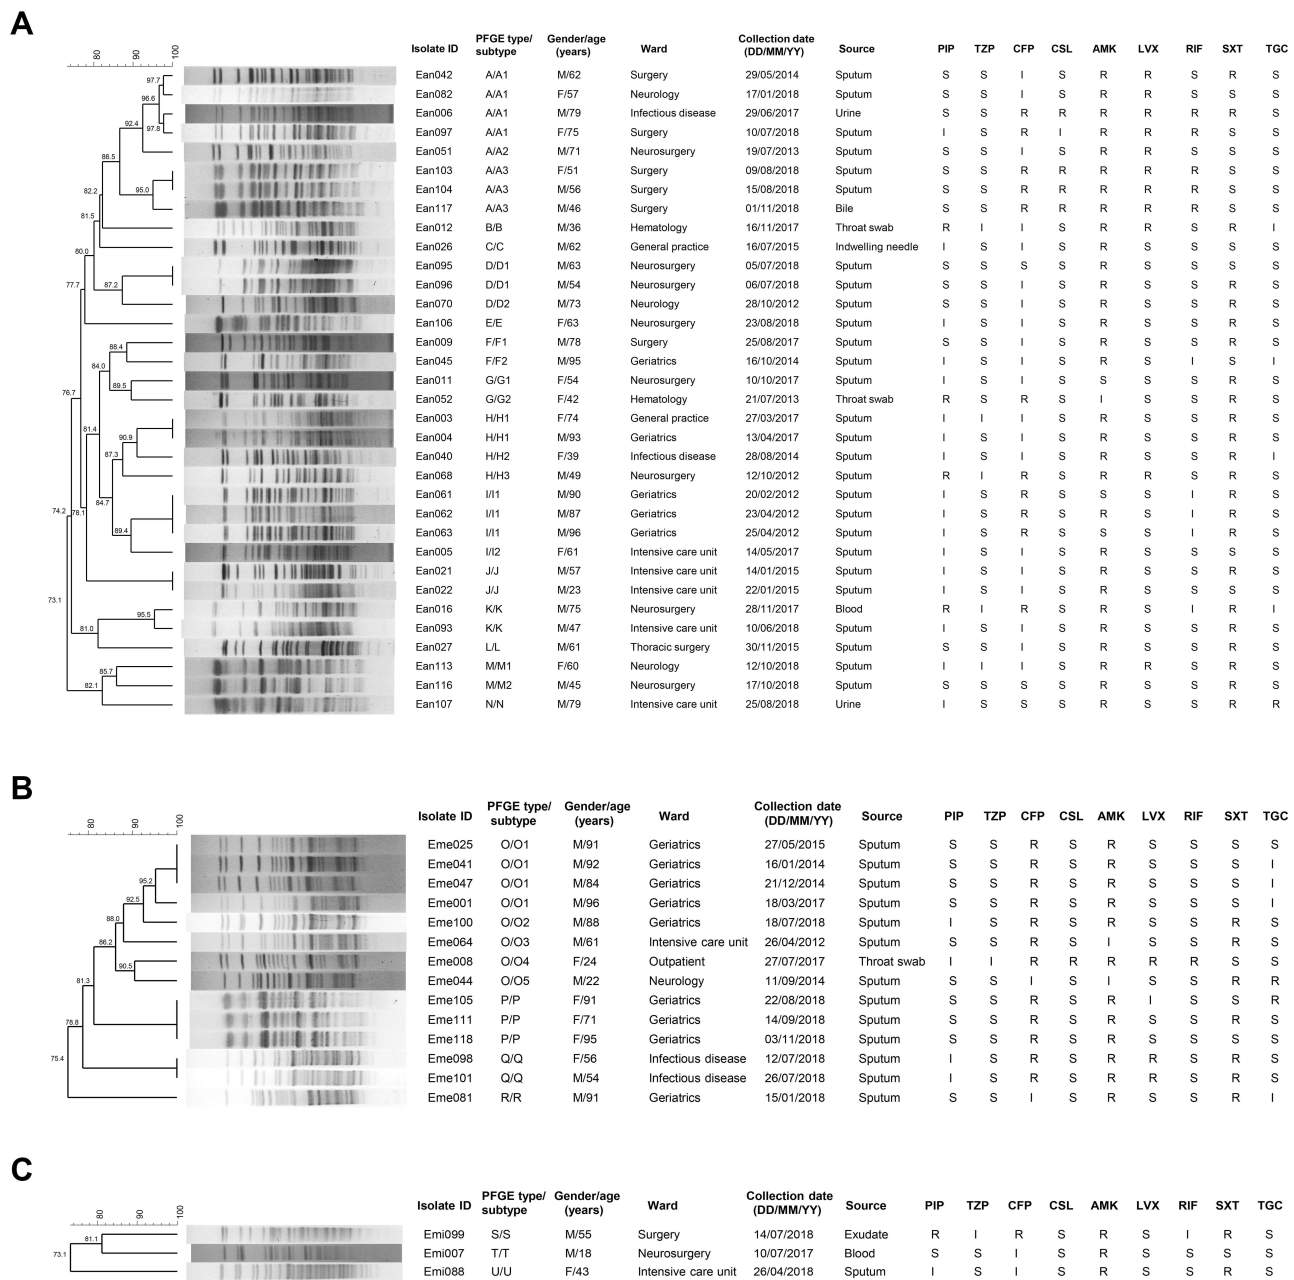 A
80 90 100
Isolate ID PFGE type/subtype Gender/age (years) Ward Collection date (DD/MM/YY) Source PIP TZP CFP CSL AMK LVX RIF SXT TGC
97.7 Ean042 A/A1 M/62 Surgery 29/05/2014 Sputum S S I S R R S R S
96.6 Ean082 A/A1 F/57 Neurology 17/01/2018 Sputum S S I S R R S S S
Ean006 A/A1 M/79 Infectious disease 29/06/2017 Urine S S R R R R R S S
92.4 97.8 Ean097 A/A1 F/75 Surgery 10/07/2018 Sputum I S R I R R R S S
86.5 Ean051 A/A2 M/71 Neurosurgery 19/07/2013 Sputum S S I S R R S S S
Ean103 A/A3 F/51 Surgery 09/08/2018 Sputum S S R R R R R S S
82.2 95.0 Ean104 A/A3 M/56 Surgery 15/08/2018 Sputum S S R R R R R S S
Ean117 A/A3 M/46 Surgery 01/11/2018 Bile S S R R R R R S S
81.5 Ean012 B/B M/36 Hematology 16/11/2017 Throat swab R I I S R R S R I
80.0 Ean026 C/C M/62 General practice 16/07/2015 Indwelling needle I S I S R S S S S
Ean095 D/D1 M/63 Neurosurgery 05/07/2018 Sputum S S S S R S S S S
77.7 87.2 Ean096 D/D1 M/54 Neurosurgery 06/07/2018 Sputum S S I S R S S R S
Ean070 D/D2 M/73 Neurology 28/10/2012 Sputum S S I S R S S R S
Ean106 E/E F/63 Neurosurgery 23/08/2018 Sputum I S I S R S S R S
88.4 Ean009 F/F1 M/78 Surgery 25/08/2017 Sputum S S I S R S S R S
84.0 Ean045 F/F2 M/95 Geriatrics 16/10/2014 Sputum I S I S R S I S I
89.5 Ean011 G/G1 F/54 Neurosurgery 10/10/2017 Sputum I S I S S S S R S
76.7 Ean052 G/G2 F/42 Hematology 21/07/2013 Throat swab R S R S I S S R S
Ean003 H/H1 F/74 General practice 27/03/2017 Sputum I I I S R S S R S
81.4 90.9 Ean004 H/H1 M/93 Geriatrics 13/04/2017 Sputum I S I S R S S R S
87.3 Ean040 H/H2 F/39 Infectious disease 28/08/2014 Sputum I S I S R S S R I
Ean068 H/H3 M/49 Neurosurgery 12/10/2012 Sputum R I R S R R S R S
84.7 Ean061 I/I1 M/90 Geriatrics 20/02/2012 Sputum I S R S S S I R S
74.2 78.1 Ean062 I/I1 M/87 Geriatrics 23/04/2012 Sputum I S R S R S I R S
89.4 Ean063 I/I1 M/96 Geriatrics 25/04/2012 Sputum I S R S S S I R S
Ean005 I/I2 F/61 Intensive care unit 14/05/2017 Sputum I S I S R S S S S
Ean021 J/J M/57 Intensive care unit 14/01/2015 Sputum I S I S R S S R S
Ean022 J/J M/23 Intensive care unit 22/01/2015 Sputum I S I S R S S S S
73.1 95.5 Ean016 K/K M/75 Neurosurgery 28/11/2017 Blood R I R S R S I R I
81.0 Ean093 K/K M/47 Intensive care unit 10/06/2018 Sputum I S I S R S S R S
Ean027 L/L M/61 Thoracic surgery 30/11/2015 Sputum S S I S R S S R S
85.7 Ean113 M/M1 F/60 Neurology 12/10/2018 Sputum I I I S R R S R S
82.1 Ean116 M/M2 M/45 Neurosurgery 17/10/2018 Sputum S S S S R S S R S
Ean107 N/N M/79 Intensive care unit 25/08/2018 Urine I S S S R S S R R
B
80 90 100
Isolate ID PFGE type/subtype Gender/age (years) Ward Collection date (DD/MM/YY) Source PIP TZP CFP CSL AMK LVX RIF SXT TGC
Eme025 O/O1 M/91 Geriatrics 27/05/2015 Sputum S S R S R S S S S
Eme041 O/O1 M/92 Geriatrics 16/01/2014 Sputum S S R S R S S S I
95.2 Eme047 O/O1 M/84 Geriatrics 21/12/2014 Sputum S S R S R S S S I
92.5 Eme001 O/O1 M/96 Geriatrics 18/03/2017 Sputum S S R S R S S S I
88.0 Eme100 O/O2 M/88 Geriatrics 18/07/2018 Sputum I S R S R S S R S
86.2 Eme064 O/O3 M/61 Intensive care unit 26/04/2012 Sputum S S R S I S S R S
90.5 Eme008 O/O4 F/24 Outpatient 27/07/2017 Throat swab I I R R R R R S S
81.3 Eme044 O/O5 M/22 Neurology 11/09/2014 Sputum S S I S I S S R R
Eme105 P/P F/91 Geriatrics 22/08/2018 Sputum S S R S R I S S S
78.8 Eme111 P/P F/71 Geriatrics 14/09/2018 Sputum S S R S R S S R S
Eme118 P/P F/95 Geriatrics 03/11/2018 Sputum S S R S R S S S S
75.4 Eme098 Q/Q F/56 Infectious disease 12/07/2018 Sputum I S R S R R S R S
Eme101 Q/Q M/54 Infectious disease 26/07/2018 Sputum I S R S R R S R S
Eme081 R/R M/91 Geriatrics 15/01/2018 Sputum S S I S R S S R I
C
80 90 100
Isolate ID PFGE type/subtype Gender/age (years) Ward Collection date (DD/MM/YY) Source PIP TZP CFP CSL AMK LVX RIF SXT TGC
81.1 Emi099 S/S M/55 Surgery 14/07/2018 Exudate R I R S R S I R S
73.1 Emi007 T/T M/18 Neurosurgery 10/07/2017 Blood S S I S R S S S S
Emi088 U/U F/43 Intensive care unit 26/04/2018 Sputum I S I S R S S R S